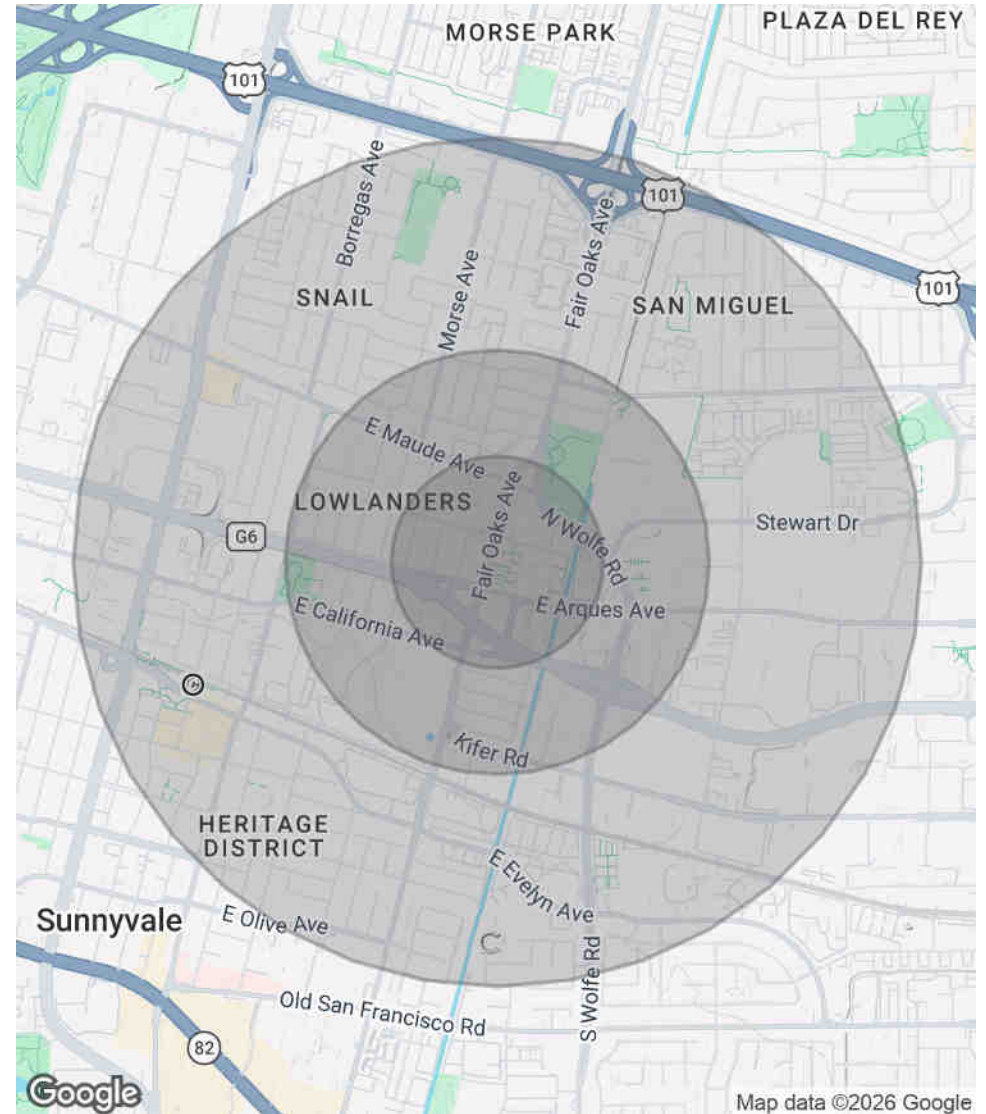 MORSE PARK
PLAZA DEL REY
101
Borregas Ave
101
Fair Oaks Ave
101
SNAIL
Morse Ave
SAN MIGUEL
E Maude Ave
LOWLANDERS
Fair Oaks Ave
N Wolfe Rd
Stewart Dr
G6
E Arques Ave
E California Ave
Kifer Rd
HERITAGE
DISTRICT
E Evelyn Ave
Sunnyvale
E Olive Ave
S Wolfe Rd
Old San Francisco Rd
82
Google
Map data ©2026 Google